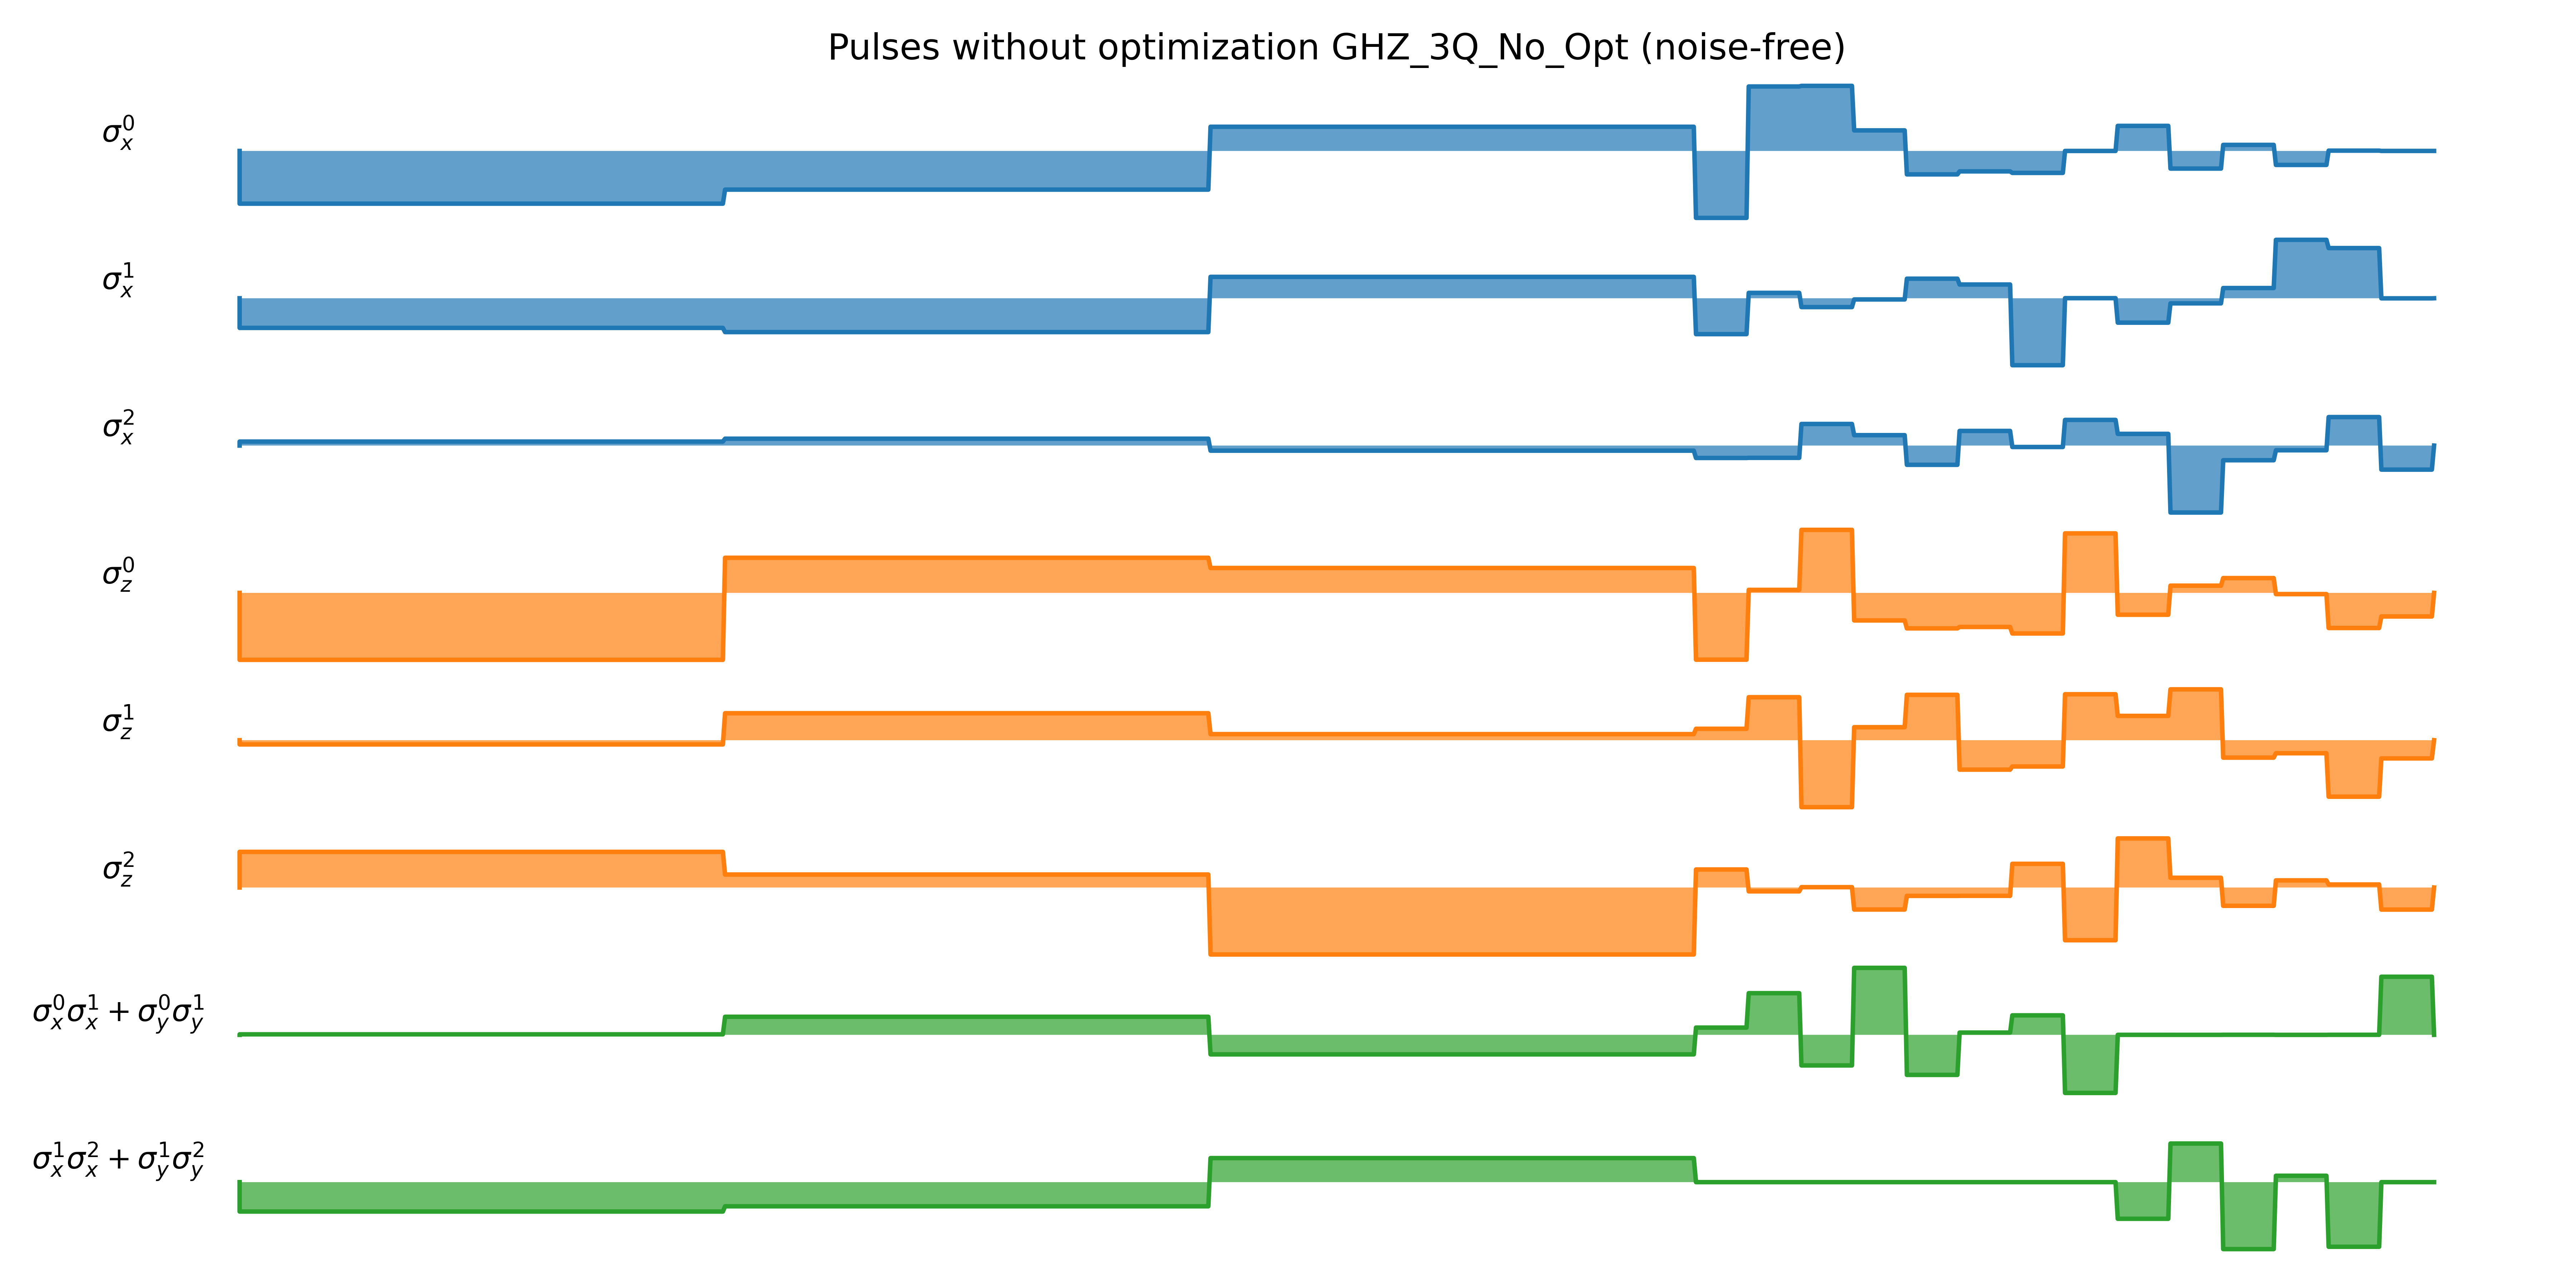 Pulses without optimization GHZ_3Q_No_Opt (noise-free)
σ_x^0
σ_x^1
σ_x^2
σ_z^0
σ_z^1
σ_z^2
σ_x^0σ_x^1 + σ_y^0σ_y^1
σ_x^1σ_x^2 + σ_y^1σ_y^2